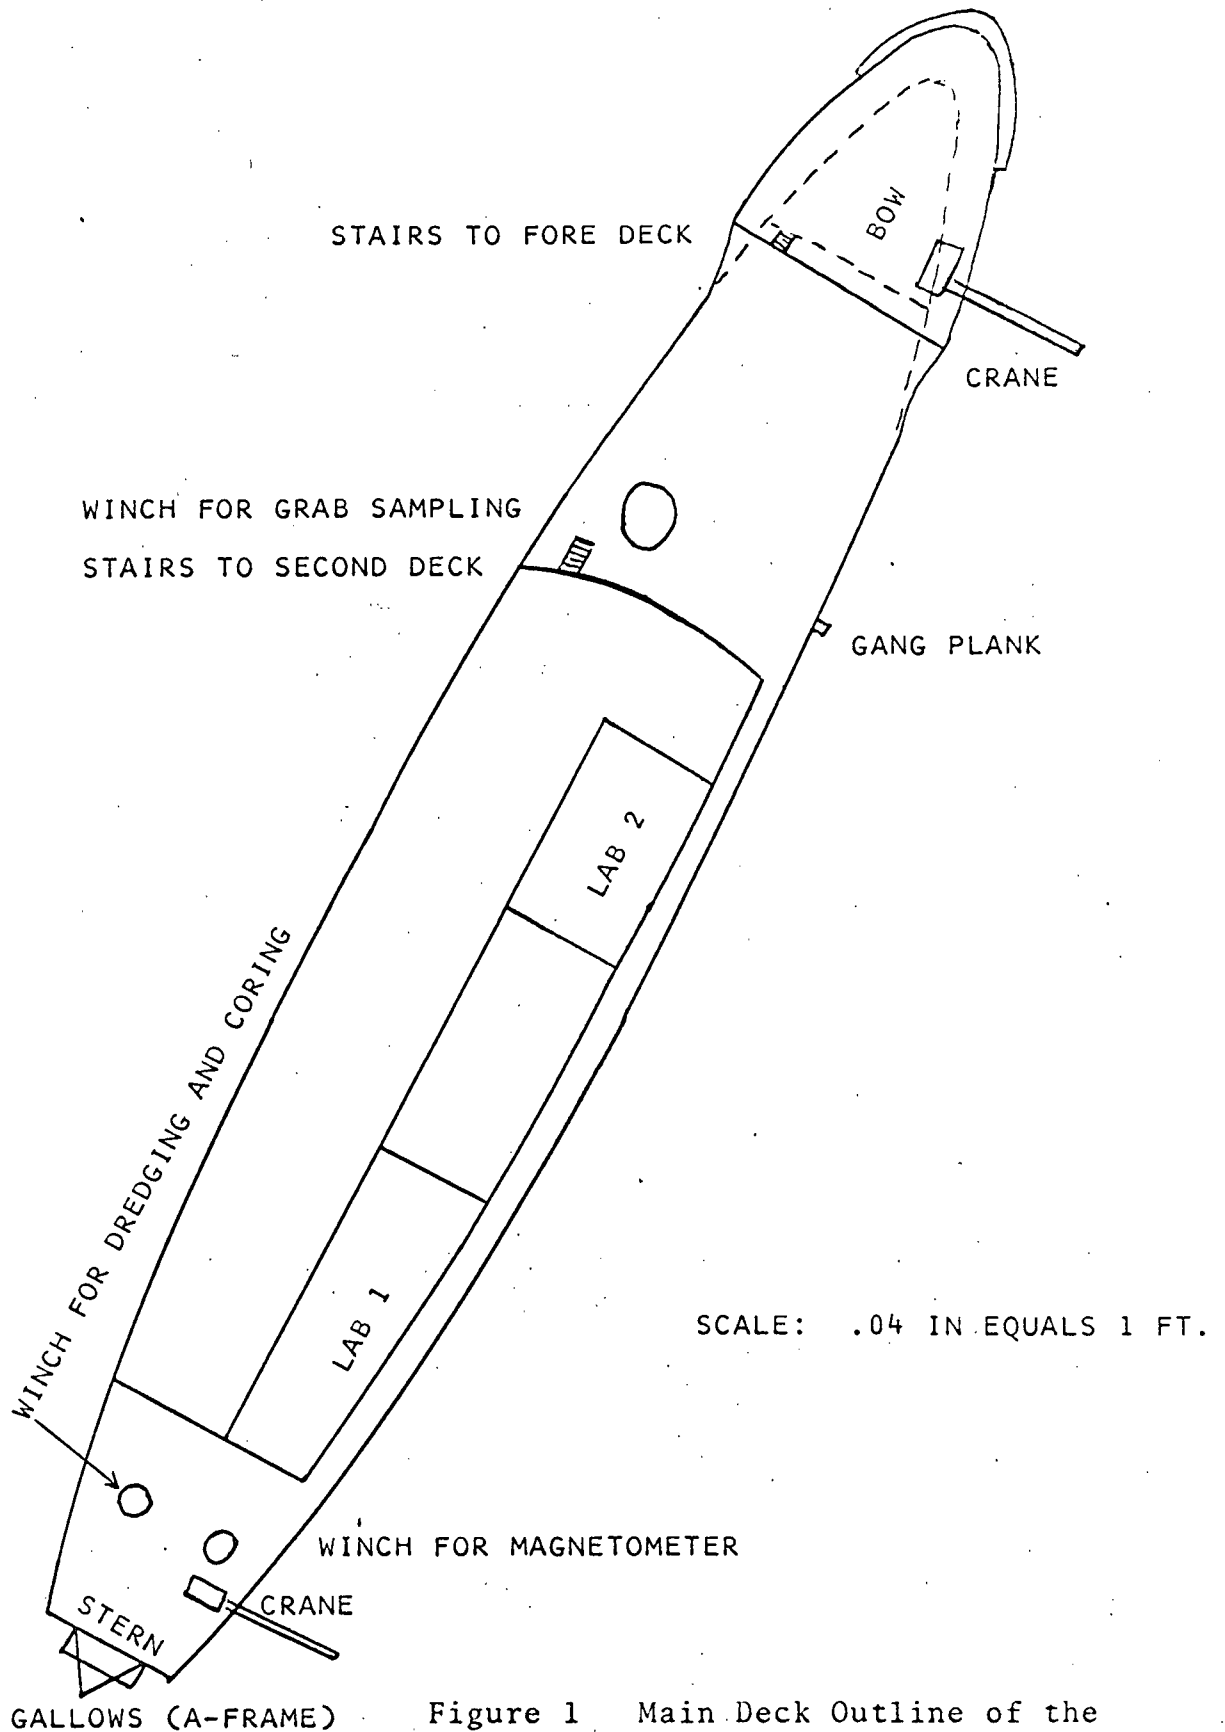 BOW
STAIRS TO FORE DECK
CRANE
WINCH FOR GRAB SAMPLING
STAIRS TO SECOND DECK
GANG PLANK
LAB 2
WINCH FOR DREDGING AND CORING
LAB 1
SCALE: .04 IN EQUALS 1 FT.
WINCH FOR MAGNETOMETER
CRANE
STERN
GALLOWS (A-FRAME)
Figure 1 Main Deck Outline of the